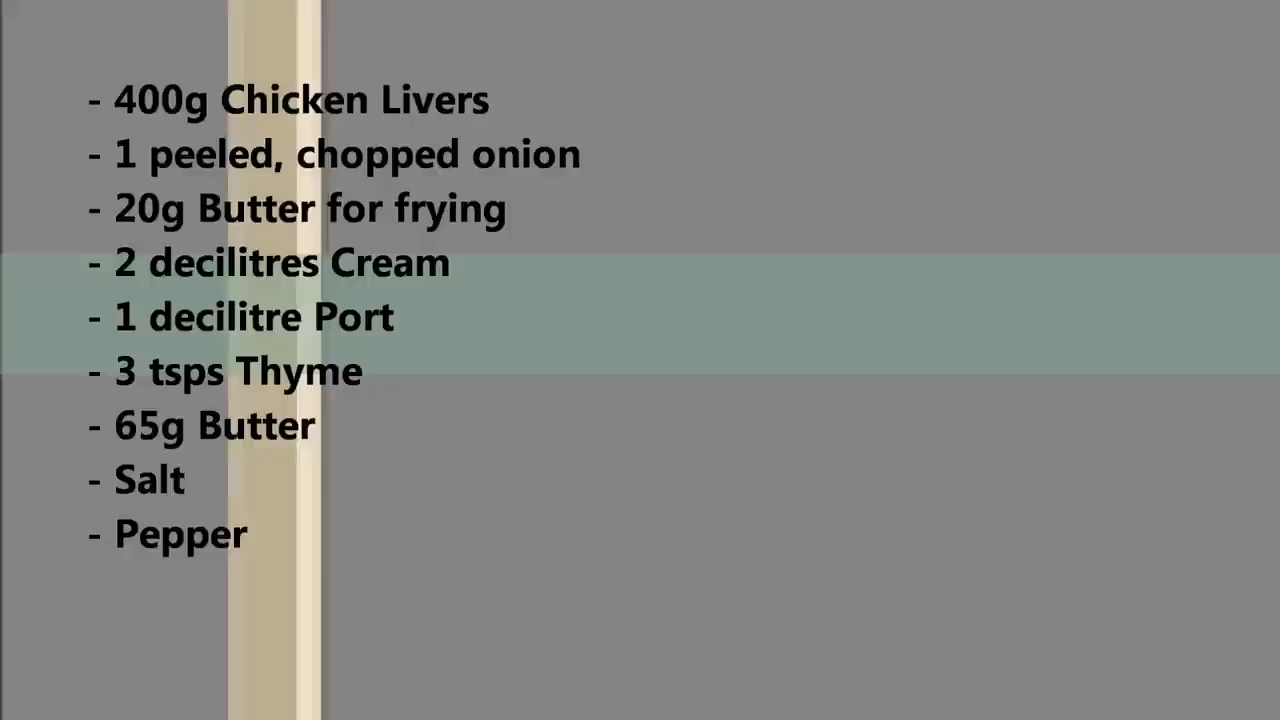 - 400g Chicken Livers
- 1 peeled, chopped onion
- 20g Butter for frying
- 2 decilitres Cream
- 1 decilitre Port
- 3 tsps Thyme
- 65g Butter
- Salt
- Pepper